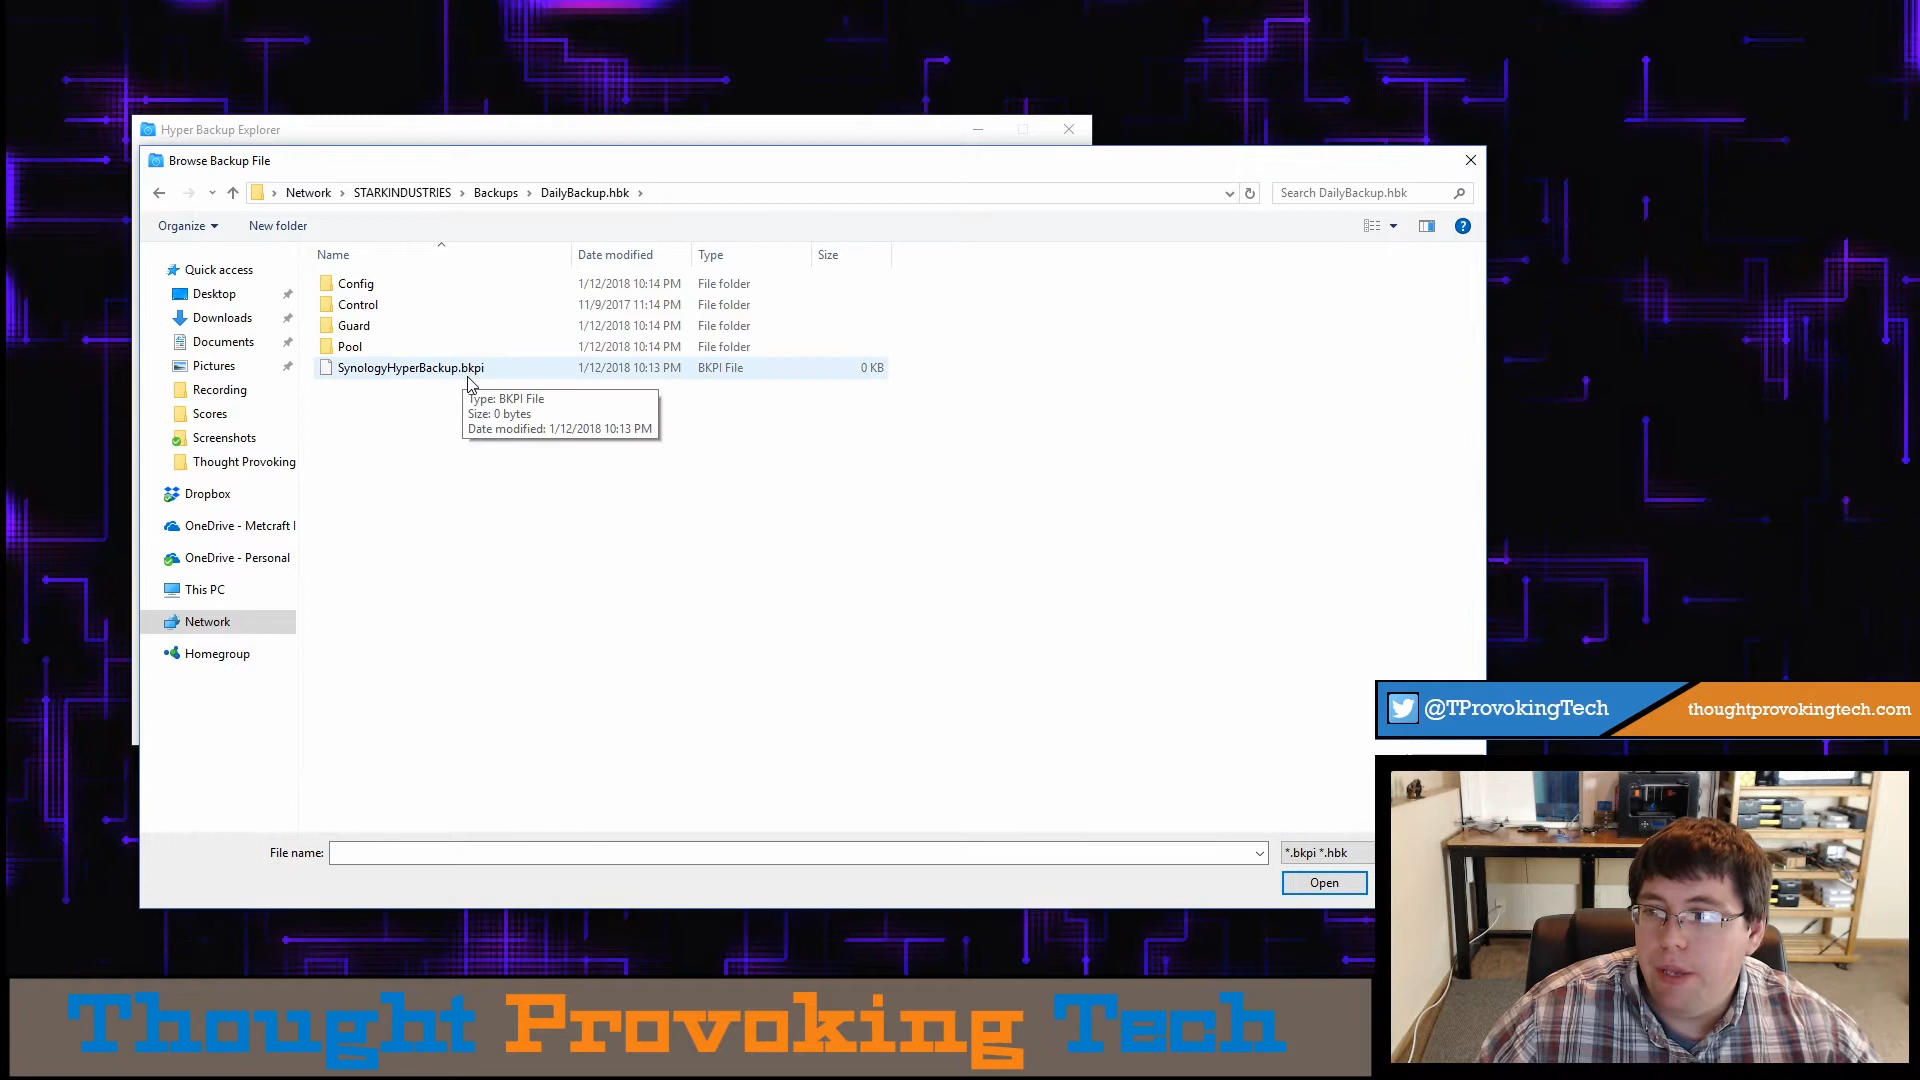 Hyper Backup Explorer
Browse Backup File
Network > STARKINDUSTRIES > Backups > DailyBackup.hbk >
Search DailyBackup.hbk
Organize
New folder
Name
Date modified
Type
Size
Config 1/12/2018 10:14 PM File folder
Control 11/9/2017 11:14 PM File folder
Guard 1/12/2018 10:14 PM File folder
Pool 1/12/2018 10:14 PM File folder
SynologyHyperBackup.bkpi 1/12/2018 10:13 PM BKPI File 0 KB
Type: BKPI File
Size: 0 bytes
Date modified: 1/12/2018 10:13 PM
Quick access
Desktop
Downloads
Documents
Pictures
Recording
Scores
Screenshots
Thought Provoking
Dropbox
OneDrive - Metcraft I
OneDrive - Personal
This PC
Network
Homegroup
File name:
*.bkpi *.hbk
Open
@TProvokingTech
thoughtprovokingtech.com
Thought Provoking Tech